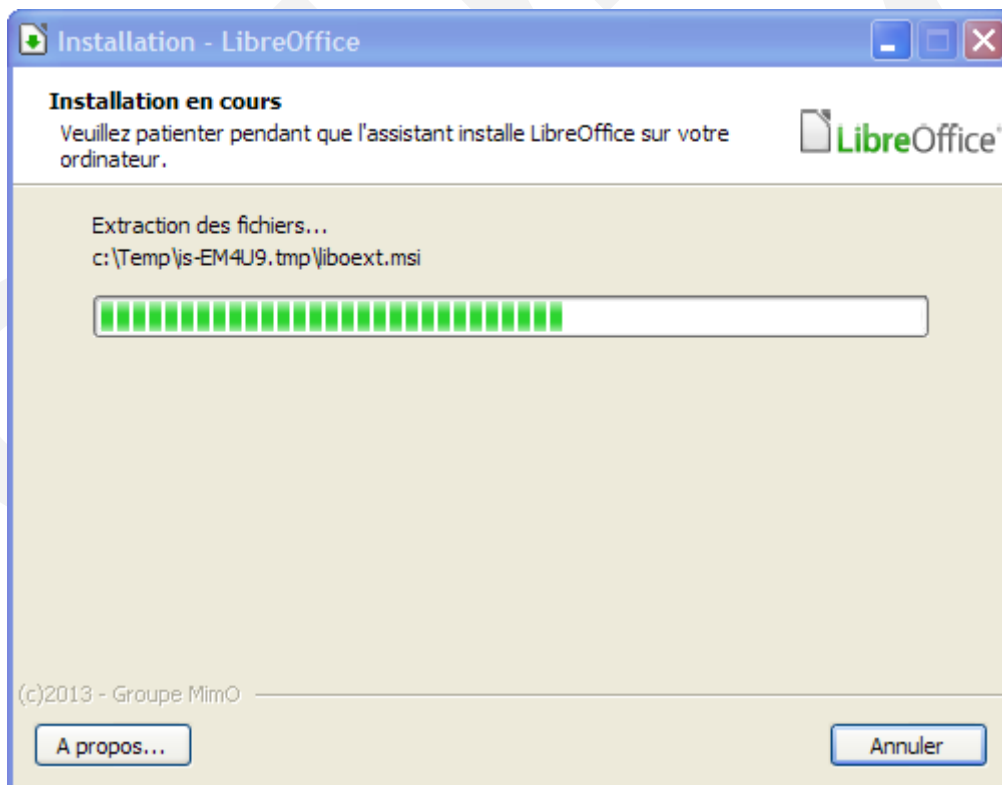 Installation - LibreOffice
Installation en cours
Veuillez patienter pendant que l'assistant installe LibreOffice sur votre
ordinateur.
LibreOffice
Extraction des fichiers...
c:\Temp\is-EM4U9.tmp\liboext.msi
(c)2013 - Groupe MimO
A propos...
Annuler